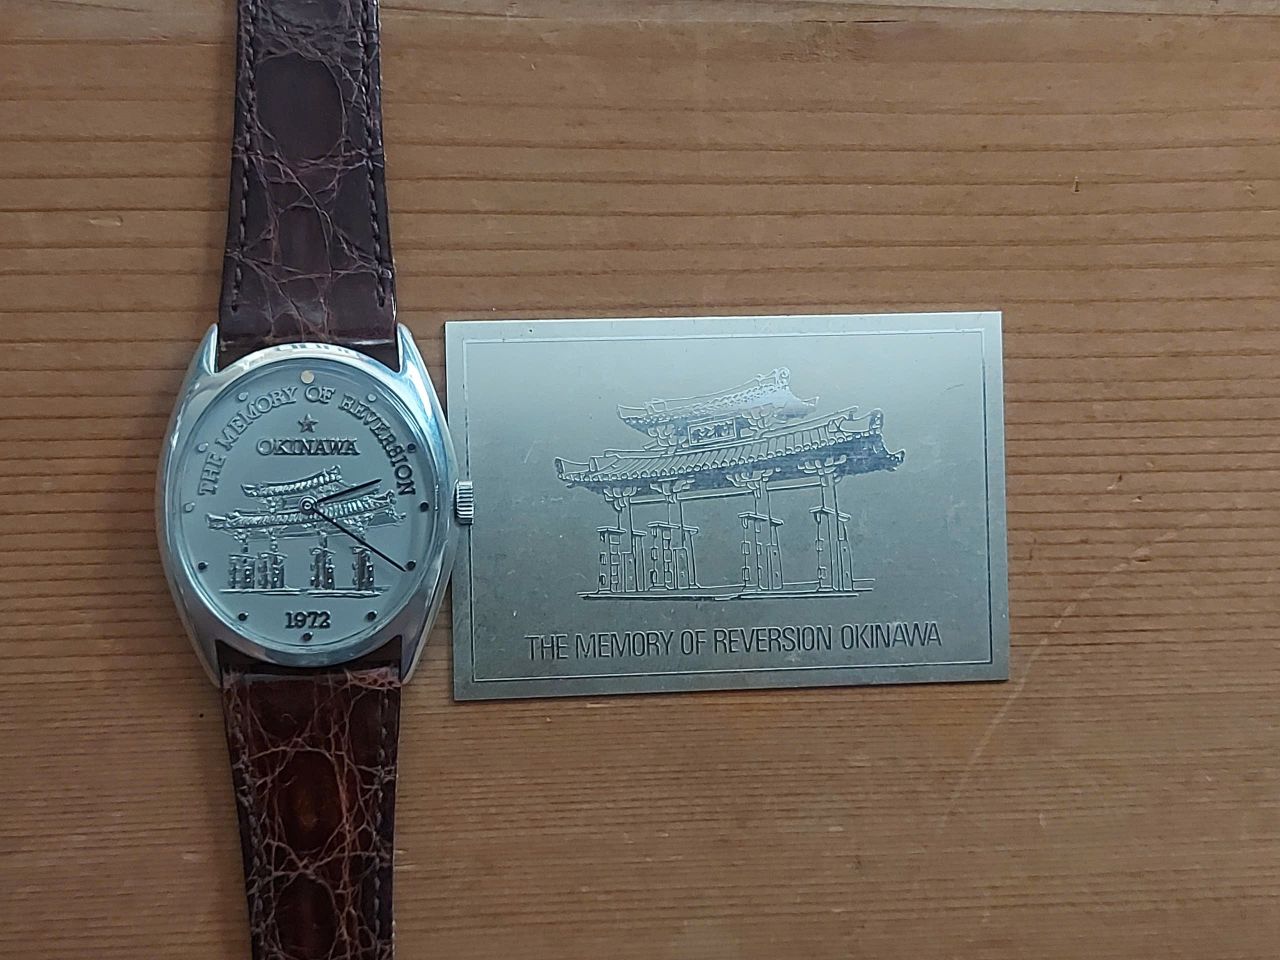 THE MEMORY OF REVERSION
OKINAWA
1972
THE MEMORY OF REVERSION OKINAWA